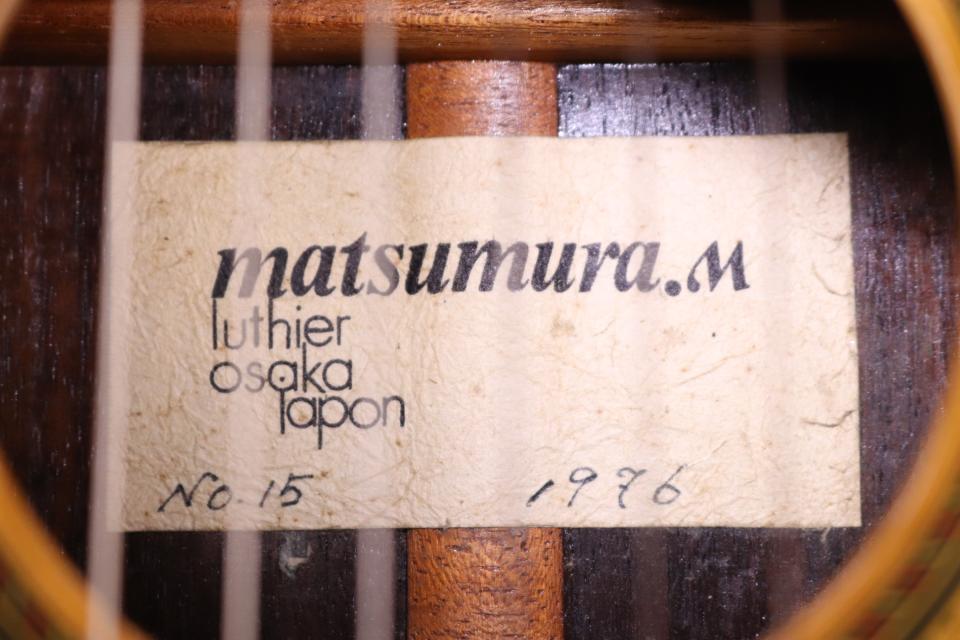 matsumura.M
luthier
osaka
Japon
No.15 1976